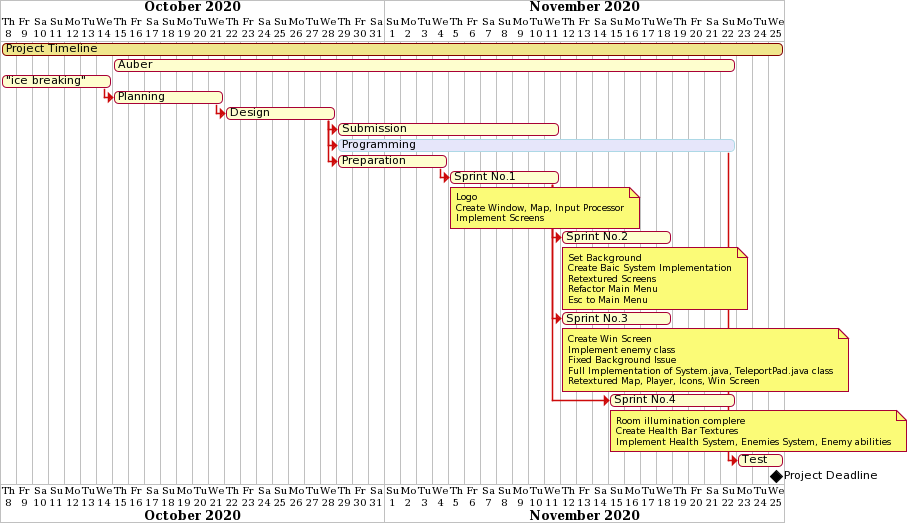 October 2020 November 2020
Th Fr Sa Su Mo Tu We Th Fr Sa Su Mo Tu We Th Fr Sa Su Mo Tu We Th Fr Sa Su Mo Tu We Th Fr Sa Su Mo Tu We Th Fr Sa Su Mo Tu We Th Fr Sa Su Mo Tu We
8 9 10 11 12 13 14 15 16 17 18 19 20 21 22 23 24 25 26 27 28 29 30 31 1 2 3 4 5 6 7 8 9 10 11 12 13 14 15 16 17 18 19 20 21 22 23 24 25
Project Timeline
Auber
"ice breaking"
Planning
Design
Submission
Programming
Preparation
Sprint No.1
Logo
Create Window, Map, Input Processor
Implement Screens
Sprint No.2
Set Background
Create Baic System Implementation
Retextured Screens
Refactor Main Menu
Esc to Main Menu
Sprint No.3
Create Win Screen
Implement enemy class
Fixed Background Issue
Full Implementation of System.java, TeleportPad.java class
Retextured Map, Player, Icons, Win Screen
Sprint No.4
Room illumination complere
Create Health Bar Textures
Implement Health System, Enemies System, Enemy abilities
Test
Project Deadline
Th Fr Sa Su Mo Tu We Th Fr Sa Su Mo Tu We Th Fr Sa Su Mo Tu We Th Fr Sa Su Mo Tu We Th Fr Sa Su Mo Tu We Th Fr Sa Su Mo Tu We Th Fr Sa Su Mo Tu We
8 9 10 11 12 13 14 15 16 17 18 19 20 21 22 23 24 25 26 27 28 29 30 31 1 2 3 4 5 6 7 8 9 10 11 12 13 14 15 16 17 18 19 20 21 22 23 24 25
October 2020 November 2020